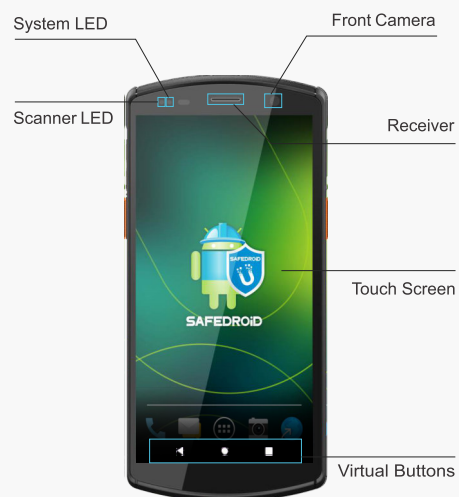 System LED
Front Camera
Scanner LED
Receiver
SAFEDROID
SAFEDROID
Touch Screen
Virtual Buttons